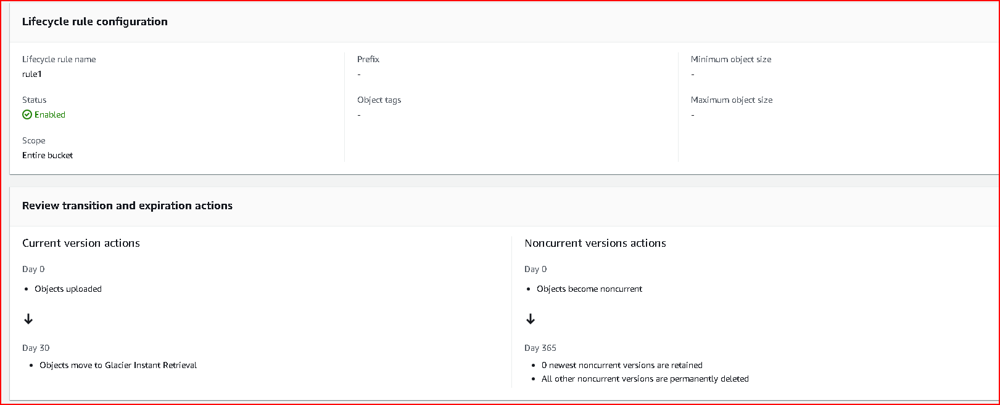 Lifecycle rule configuration
Lifecycle rule name
rule1
Status
Enabled
Scope
Entire bucket
Prefix
-
Object tags
-
Minimum object size
-
Maximum object size
-
Review transition and expiration actions
Current version actions
Day 0
• Objects uploaded
↓
Day 30
• Objects move to Glacier Instant Retrieval
Noncurrent versions actions
Day 0
• Objects become noncurrent
↓
Day 365
• 0 newest noncurrent versions are retained
• All other noncurrent versions are permanently deleted